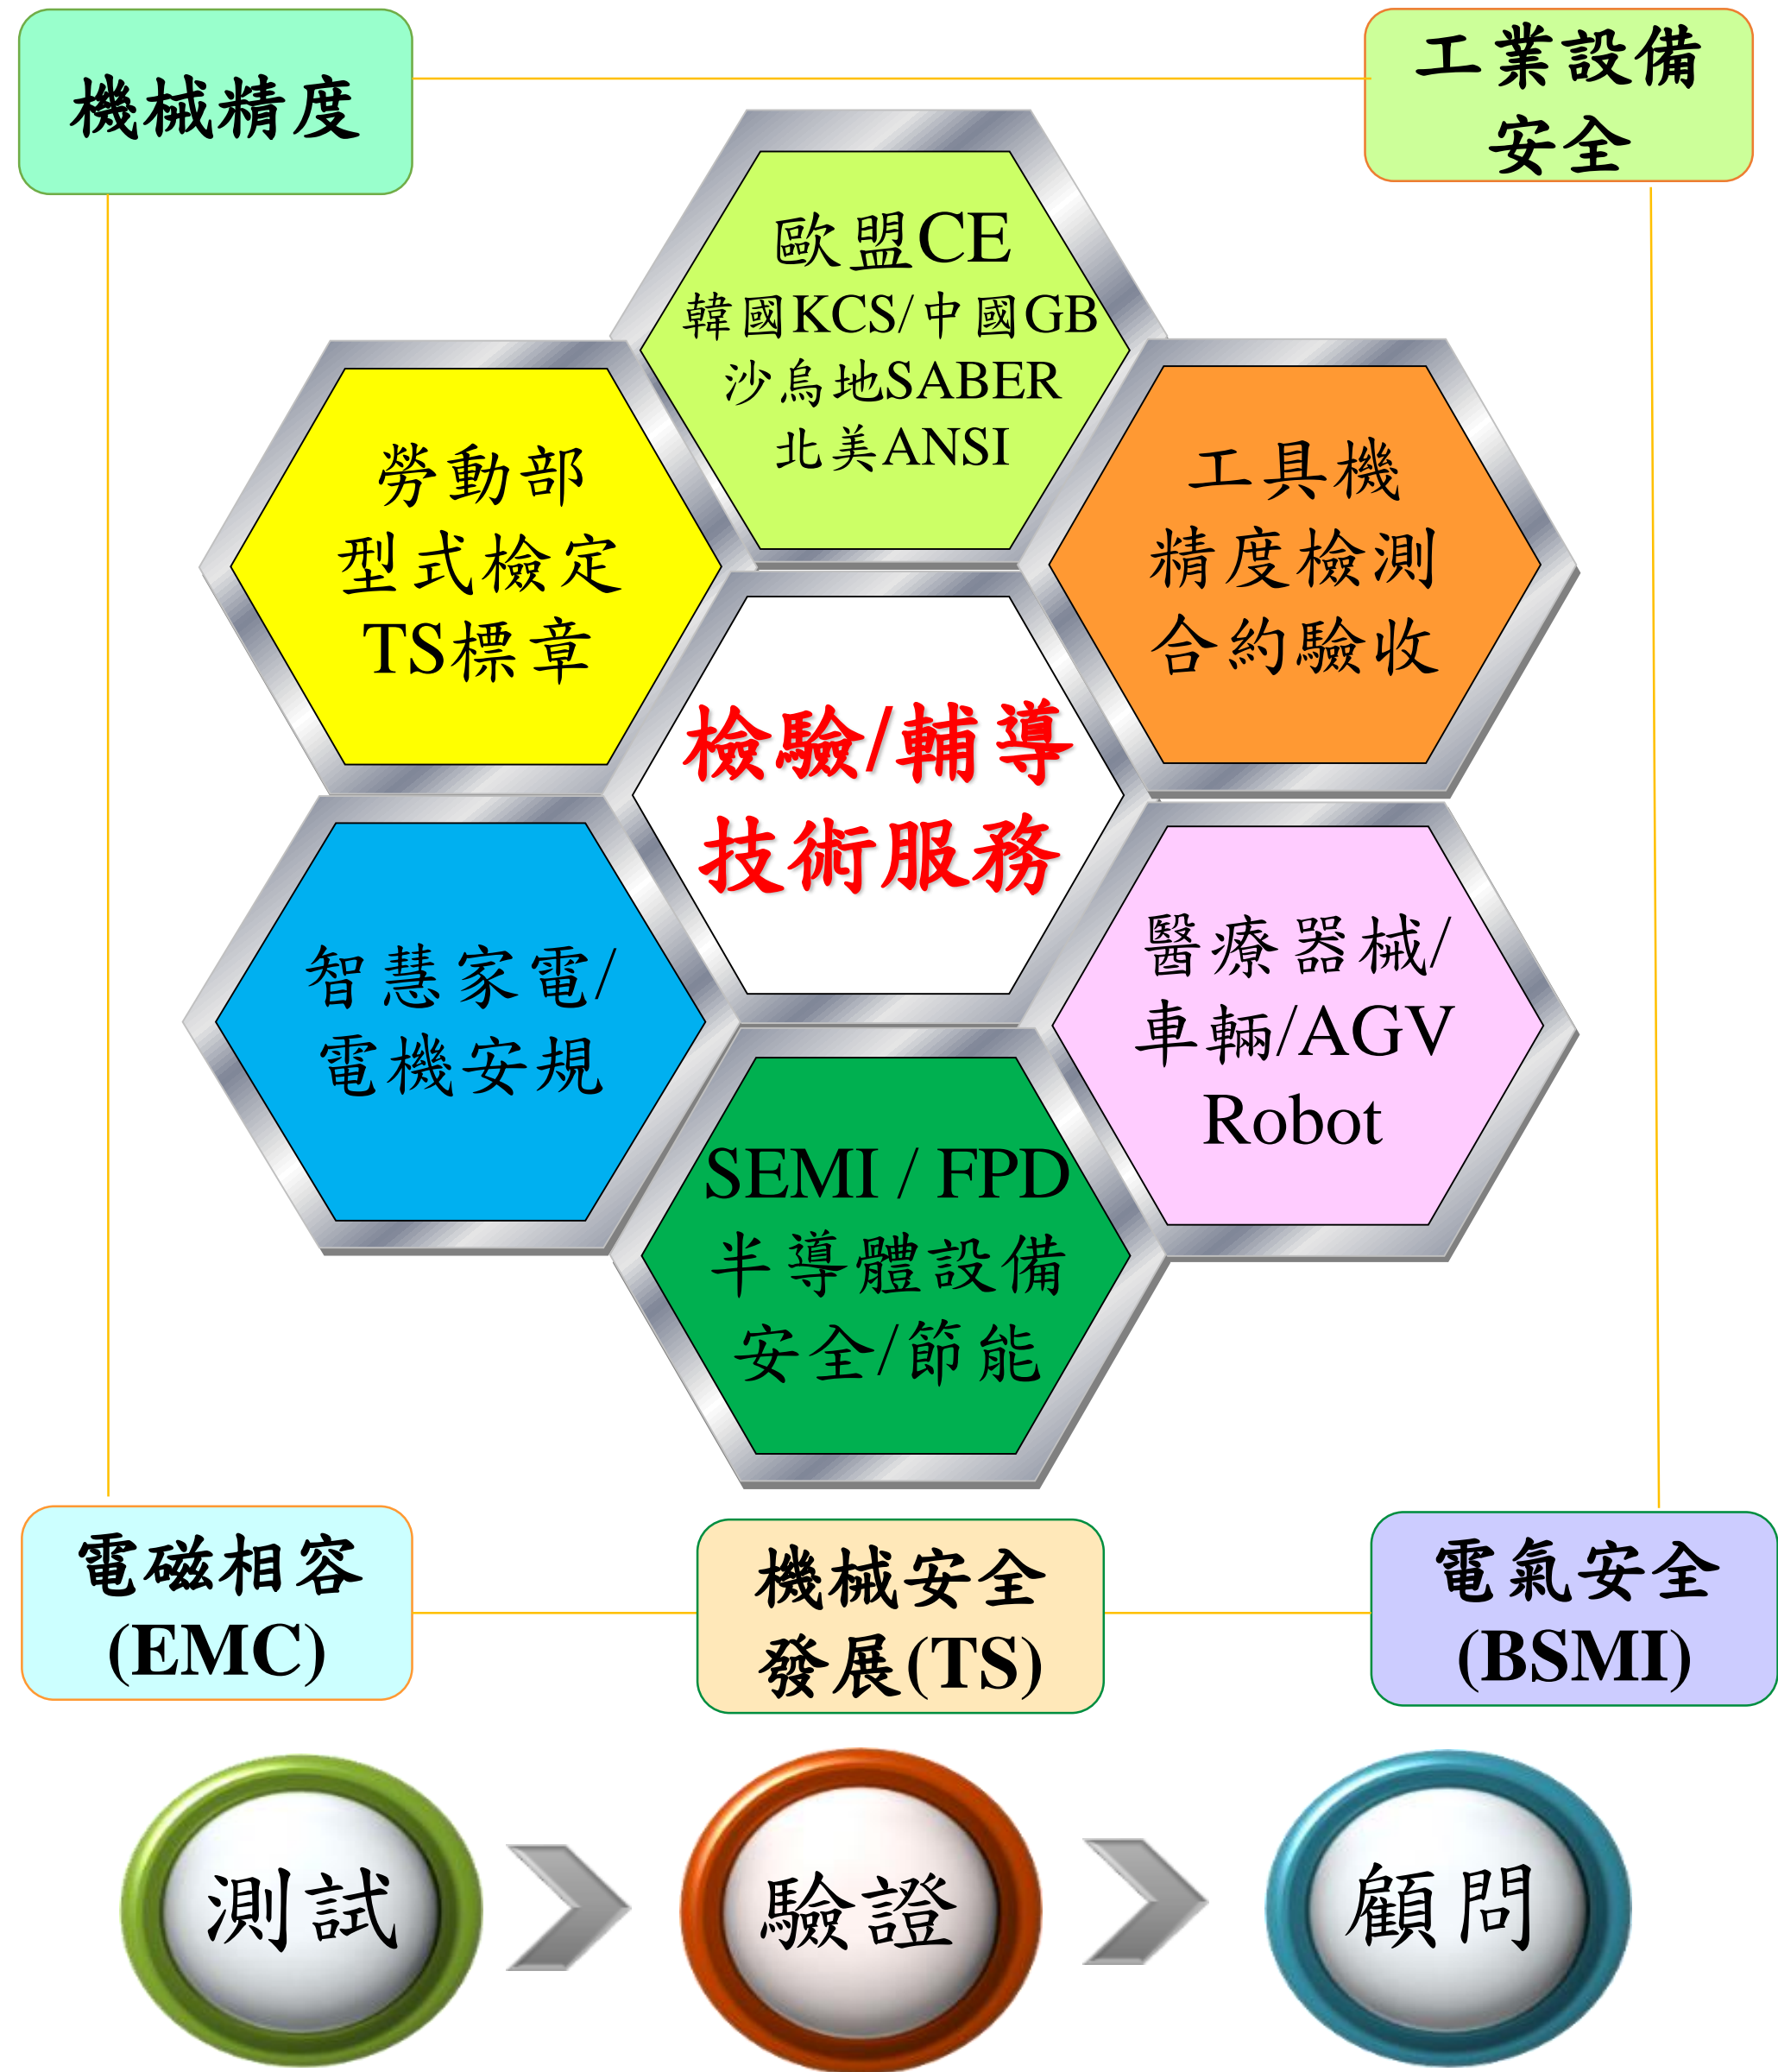 機械精度
工業設備
安全
歐盟CE
韓國KCS/中國GB
沙烏地SABER
北美ANSI
勞動部
型式檢定
TS標章
工具機
精度檢測
合約驗收
檢驗/輔導
技術服務
智慧家電/
電機安規
醫療器械/
車輛/AGV
Robot
SEMI / FPD
半導體設備
安全/節能
電磁相容
(EMC)
機械安全
發展(TS)
電氣安全
(BSMI)
測試
驗證
顧問